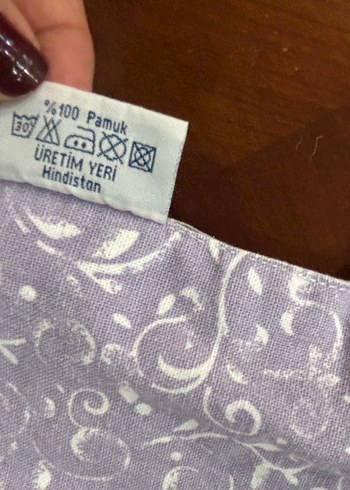 %100 Pamuk
30
ÜRETİM YERİ
Hindistan